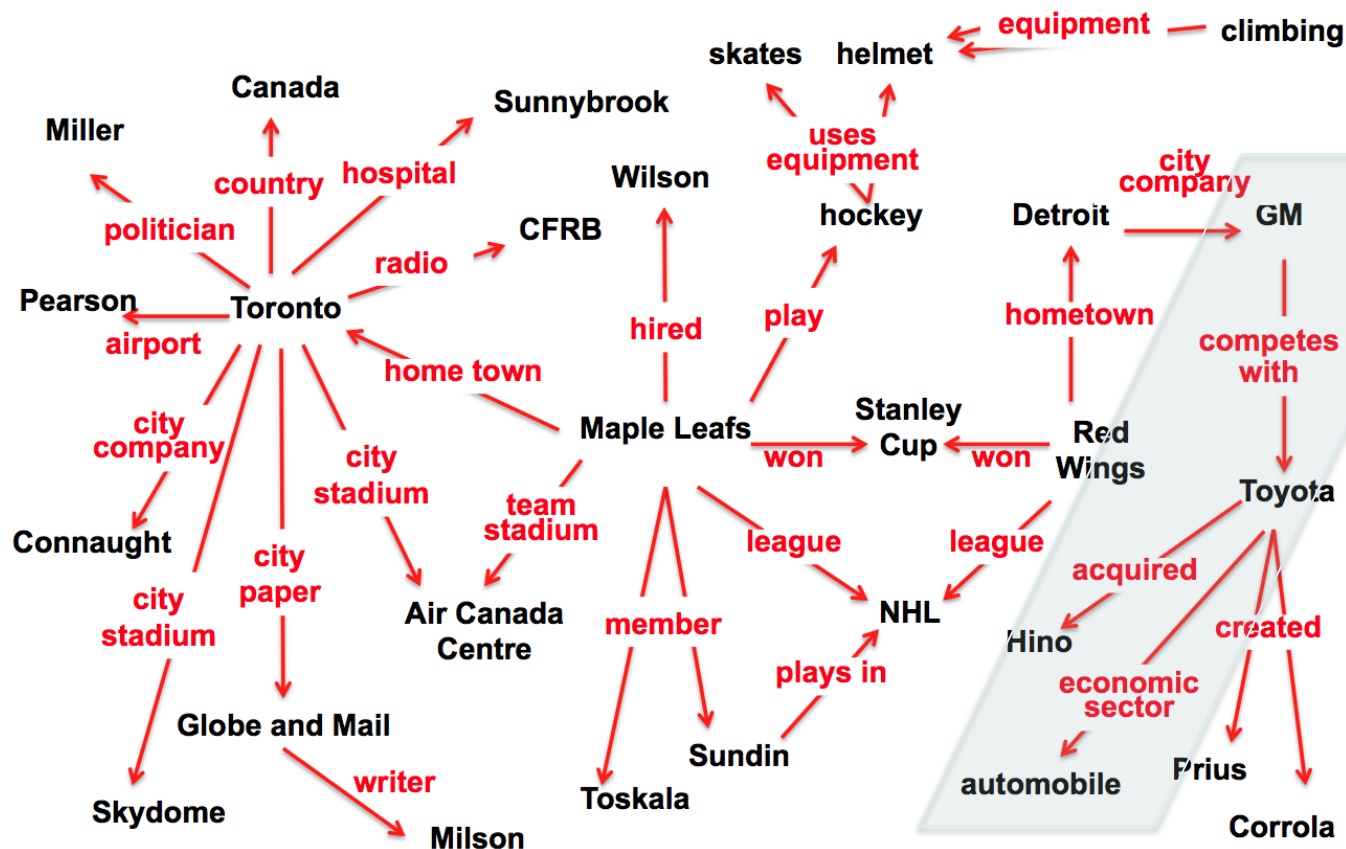 equipment
climbing
skates
helmet
Canada
Sunnybrook
Miller
uses
equipment
city
company
country
hospital
Wilson
politician
CFRB
hockey
Detroit
GM
radio
Pearson
Toronto
airport
hired
play
hometown
competes
with
home town
city
company
Maple Leafs
Stanley
Cup
won
won
Red
Wings
city
stadium
team
stadium
Toyota
Connaught
league
league
city
paper
acquired
city
stadium
Air Canada
Centre
member
NHL
Hino
created
plays in
economic
sector
Globe and Mail
Sundin
Prius
writer
Toskala
automobile
Skydome
Milson
Corrola